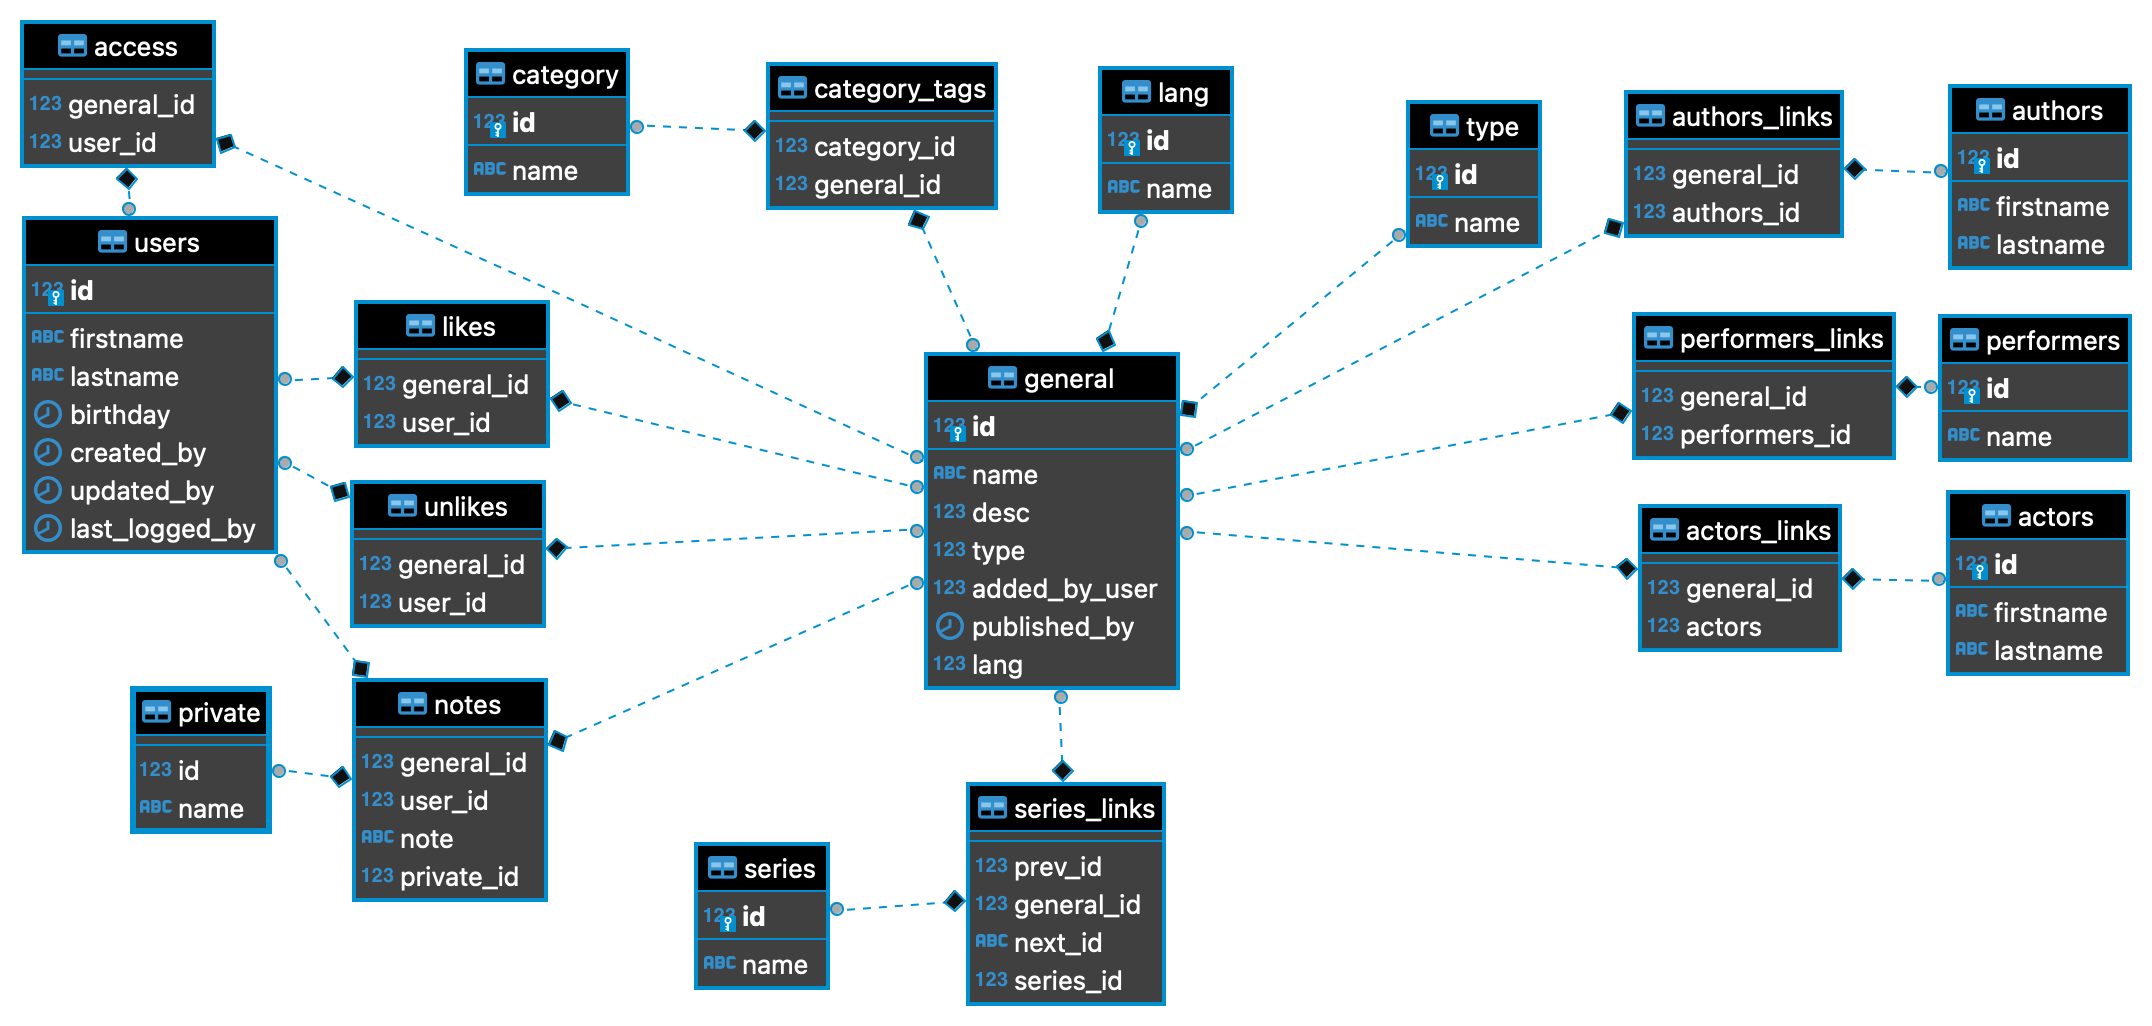 access
123 general_id
123 user_id
category
123 id
ABC name
category_tags
123 category_id
123 general_id
lang
123 id
ABC name
type
123 id
ABC name
authors_links
123 general_id
123 authors_id
authors
123 id
ABC firstname
ABC lastname
users
123 id
ABC firstname
ABC lastname
birthday
created_by
updated_by
last_logged_by
likes
123 general_id
123 user_id
unlikes
123 general_id
123 user_id
general
123 id
ABC name
123 desc
123 type
123 added_by_user
published_by
123 lang
performers_links
123 general_id
123 performers_id
performers
123 id
ABC name
actors_links
123 general_id
123 actors
actors
123 id
ABC firstname
ABC lastname
private
123 id
ABC name
notes
123 general_id
123 user_id
ABC note
123 private_id
series
123 id
ABC name
series_links
123 prev_id
123 general_id
ABC next_id
123 series_id